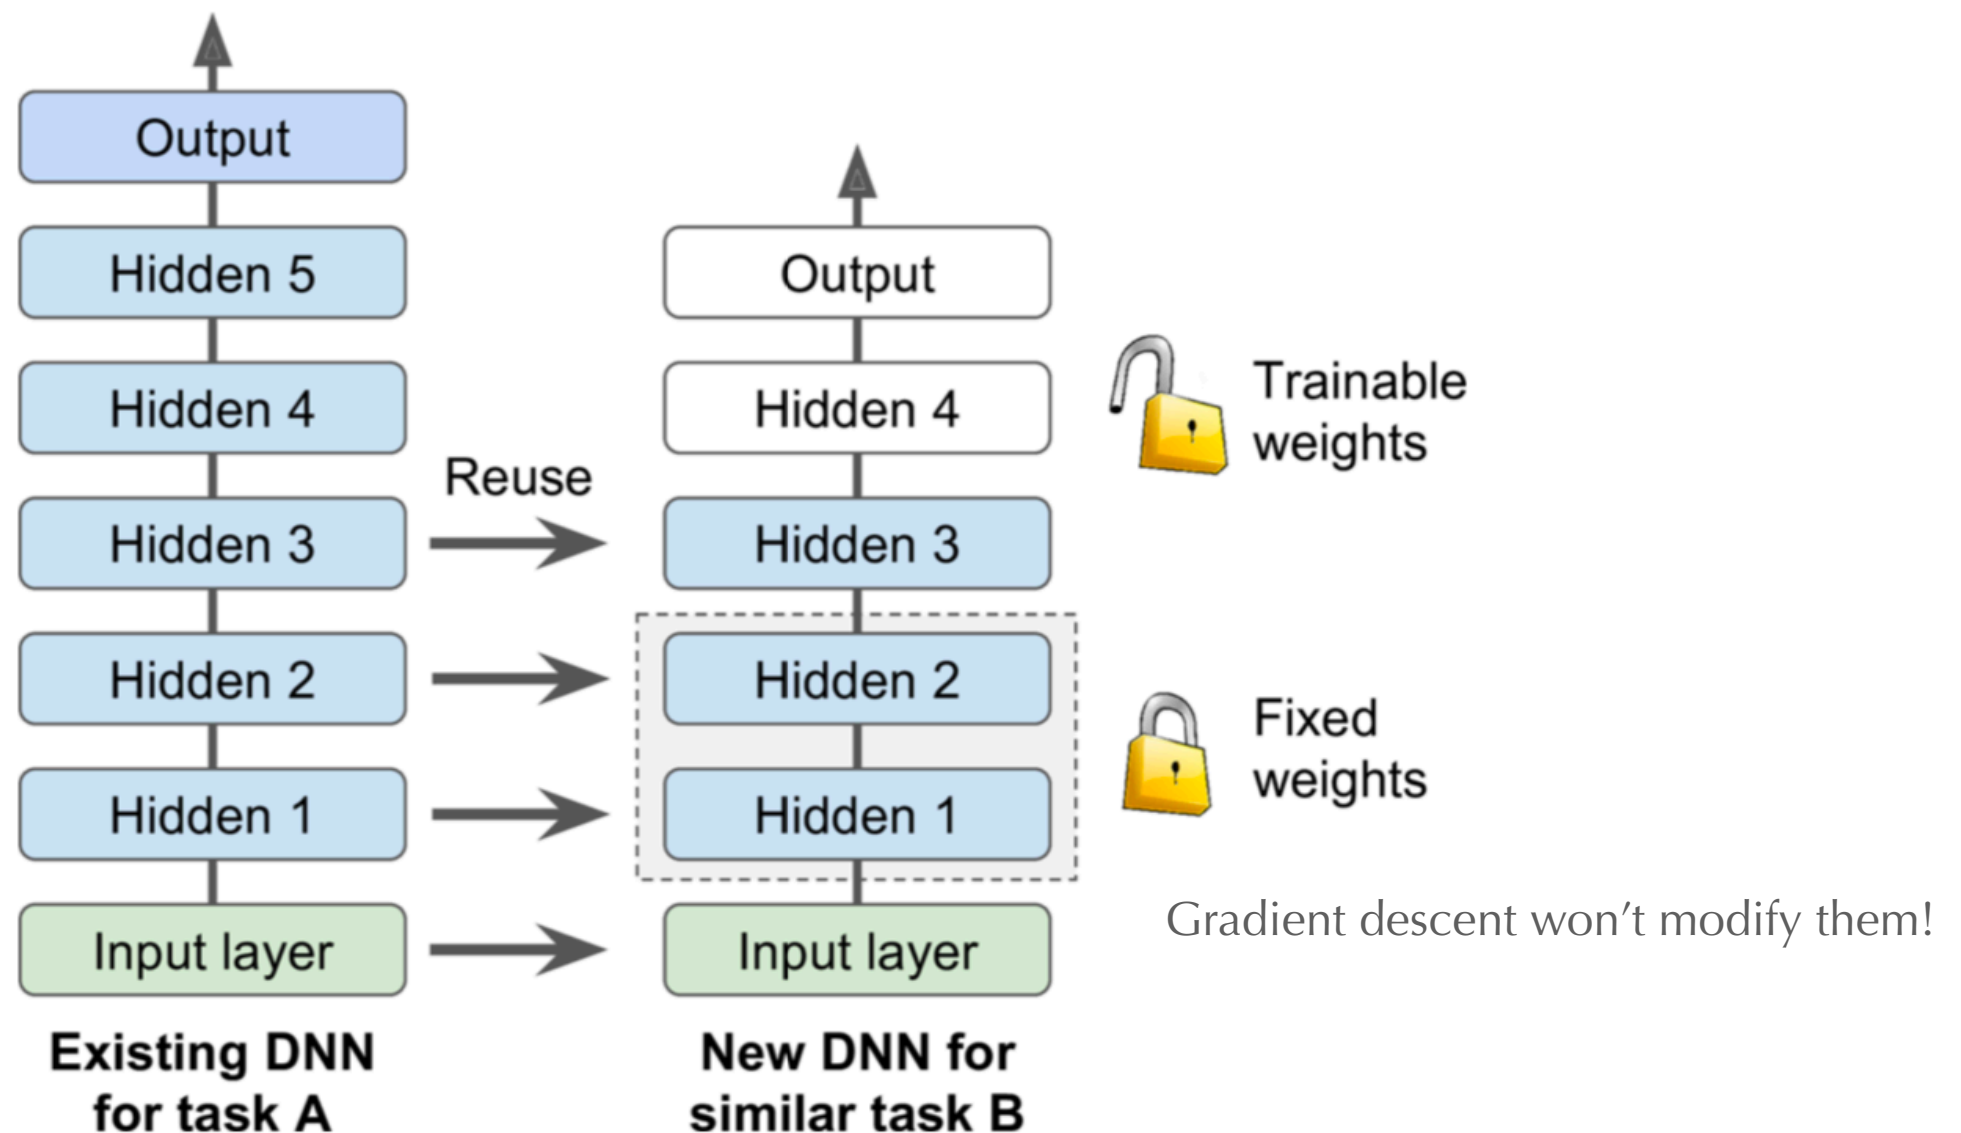 Output
Hidden 5
Hidden 4
Hidden 3
Hidden 2
Hidden 1
Input layer
Existing DNN
for task A
Reuse
Output
Hidden 4
Hidden 3
Hidden 2
Hidden 1
Input layer
New DNN for
similar task B
Trainable
weights
Fixed
weights
Gradient descent won’t modify them!